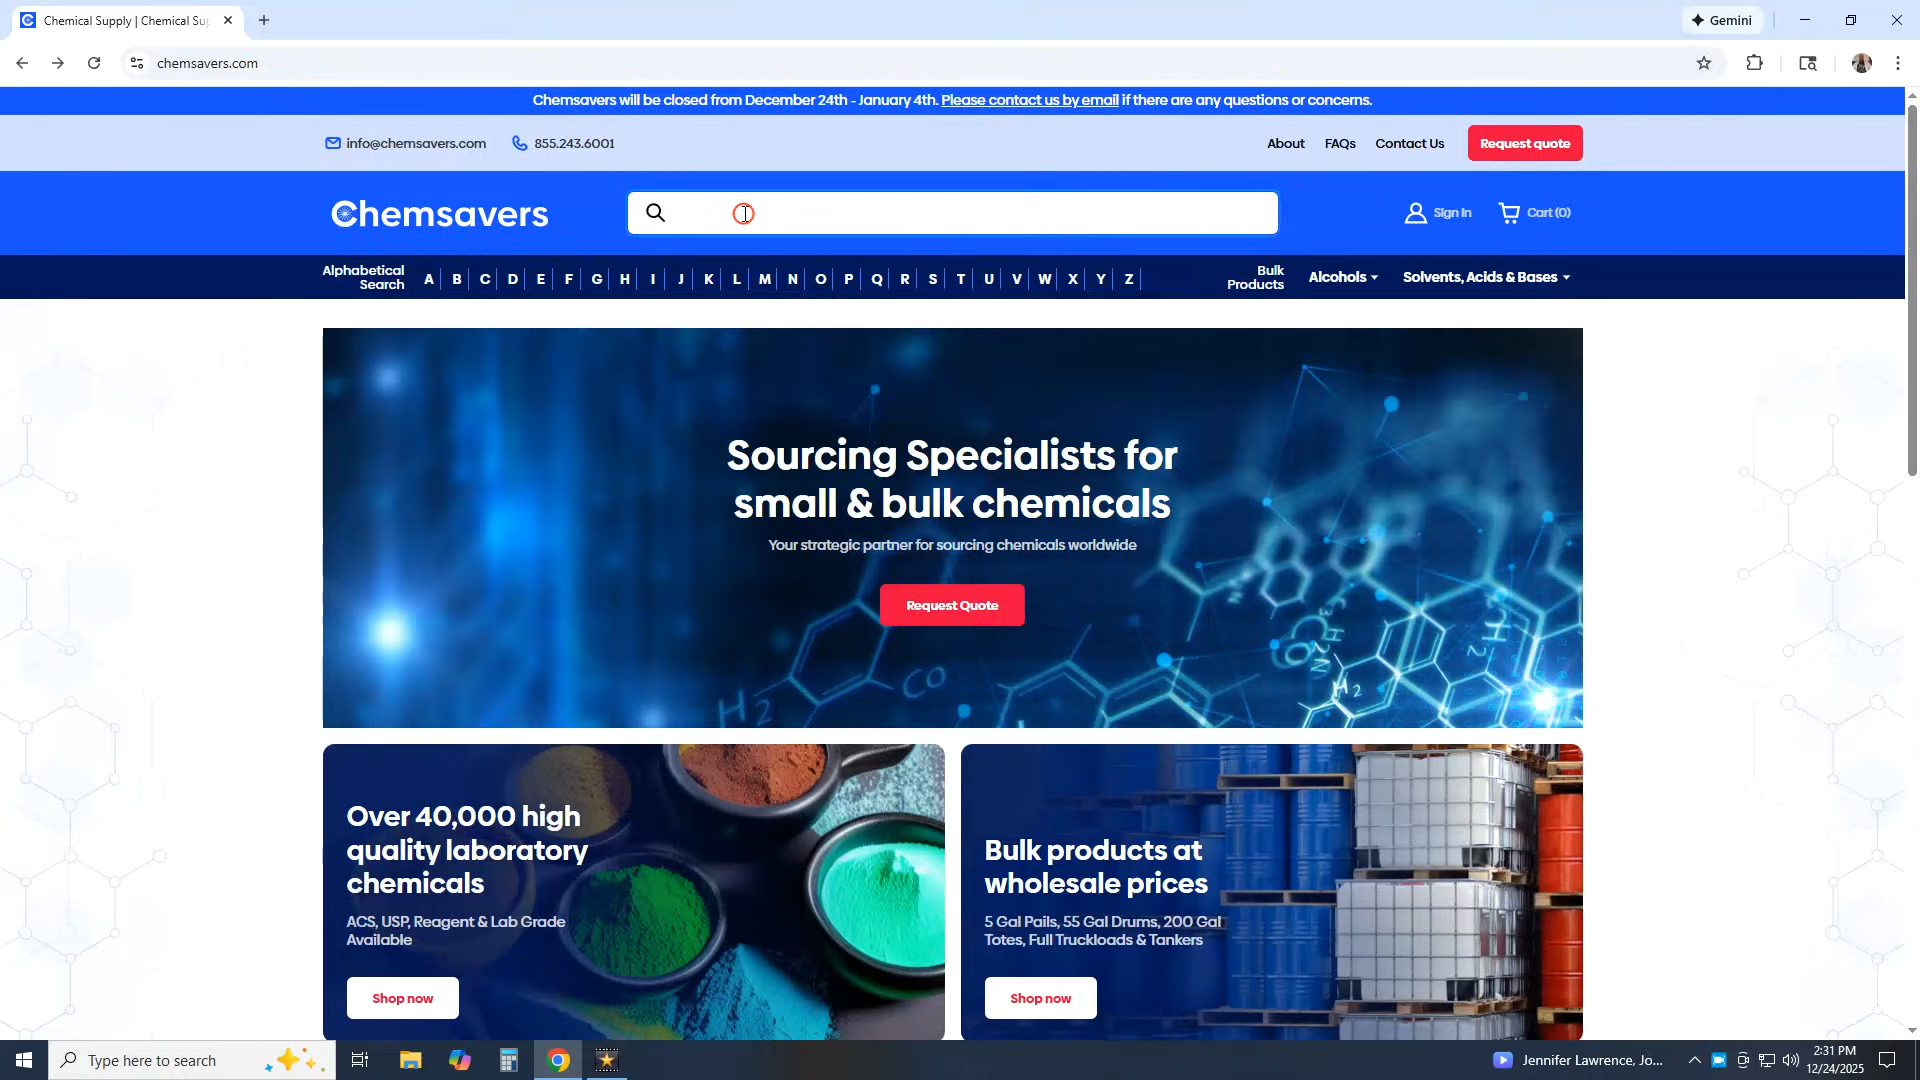 Chemical Supply | Chemical Su
Gemini
chemsavers.com
Chemsavers will be closed from December 24th - January 4th. Please contact us by email if there are any questions or concerns.
info@chemsavers.com
855.243.6001
About
FAQs
Contact Us
Request quote
Chemsavers
Sign In
Cart (0)
Alphabetical
Search
A B C D E F G H I J K L M N O P Q R S T U V W X Y Z
Bulk
Products
Alcohols
Solvents, Acids & Bases
Sourcing Specialists for
small & bulk chemicals
Your strategic partner for sourcing chemicals worldwide
Request Quote
H2
CO
H2N
H2
Over 40,000 high
quality laboratory
chemicals
ACS, USP, Reagent & Lab Grade
Available
Shop now
Bulk products at
wholesale prices
5 Gal Pails, 55 Gal Drums, 200 Gal
Totes, Full Truckloads & Tankers
Shop now
Type here to search
Jennifer Lawrence, Jo...
2:31 PM
12/24/2025